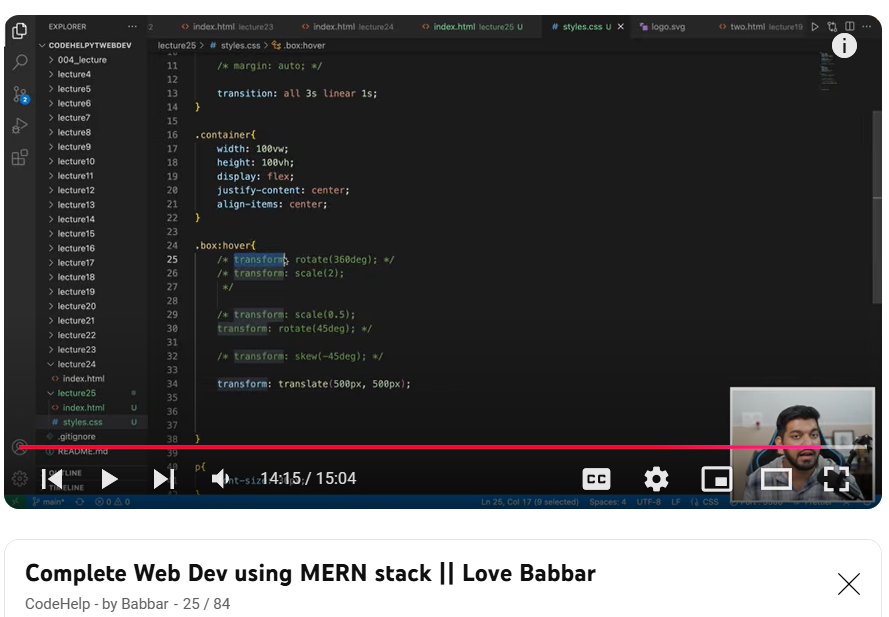 EXPLORER ... 2 <> index.html lecture23 <> index.html lecture24 <> index.html lecture25 U # styles.css U × logo.svg <> two.html lecture19
CODEHELPYTWEBDEV
lecture25 > # styles.css > .box:hover
004_lecture
lecture4
lecture5
lecture6
lecture7
lecture8
lecture9
lecture10
lecture11
lecture12
lecture13
lecture14
lecture15
lecture16
lecture17
lecture18
lecture19
lecture20
lecture21
lecture22
lecture23
lecture24
<> index.html
lecture25
<> index.html U
# styles.css U
.gitignore
README.md
OUTLINE
TIMELINE
2
11 /* margin: auto; */
12
13 transition: all 3s linear 1s;
14 }
15
16 .container{
17 width: 100vw;
18 height: 100vh;
19 display: flex;
20 justify-content: center;
21 align-items: center;
22 }
23
24 .box:hover{
25 /* transform: rotate(360deg); */
26 /* transform: scale(2);
27 */
28
29 /* transform: scale(0.5);
30 transform: rotate(45deg); */
31
32 /* transform: skew(-45deg); */
33
34 transform: translate(500px, 500px);
35
36
37
38 }
39
p{
i
14:15 / 15:04
CC
main* 0 0 Ln 25, Col 17 (9 selected) Spaces: 4 UTF-8 LF CSS
Complete Web Dev using MERN stack || Love Babbar
CodeHelp - by Babbar - 25 / 84